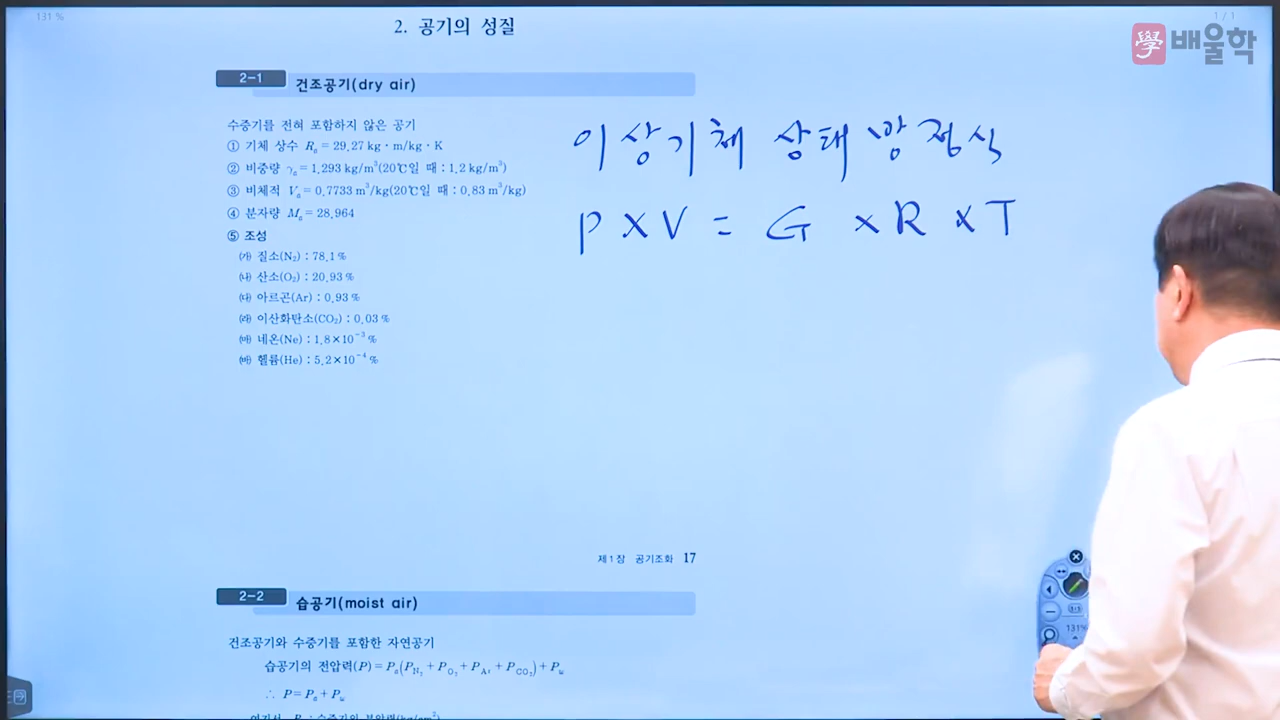 131 %
1 / 1
學 배울학
2. 공기의 성질
2-1 건조공기(dry air)
수증기를 전혀 포함하지 않은 공기
① 기체 상수 Rₐ = 29.27 kg · m/kg · K
② 비중량 γₐ = 1.293 kg/m³(20℃일 때 : 1.2 kg/m³)
③ 비체적 Vₐ = 0.7733 m³/kg(20℃일 때 : 0.83 m³/kg)
④ 분자량 Mₐ = 28.964
⑤ 조성
㈎ 질소(N₂) : 78.1 %
㈏ 산소(O₂) : 20.93 %
㈐ 아르곤(Ar) : 0.93 %
㈑ 이산화탄소(CO₂) : 0.03 %
㈒ 네온(Ne) : 1.8×10⁻³ %
㈓ 헬륨(He) : 5.2×10⁻⁴ %
이상기체 상태 방정식
P × V = G × R × T
제1장 공기조화 17
2-2 습공기(moist air)
건조공기와 수증기를 포함한 자연공기
습공기의 전압력(P) = Pₐ(P_N₂ + P_O₂ + P_Ar + P_CO₂) + P_w
∴ P = Pₐ + P_w
131%